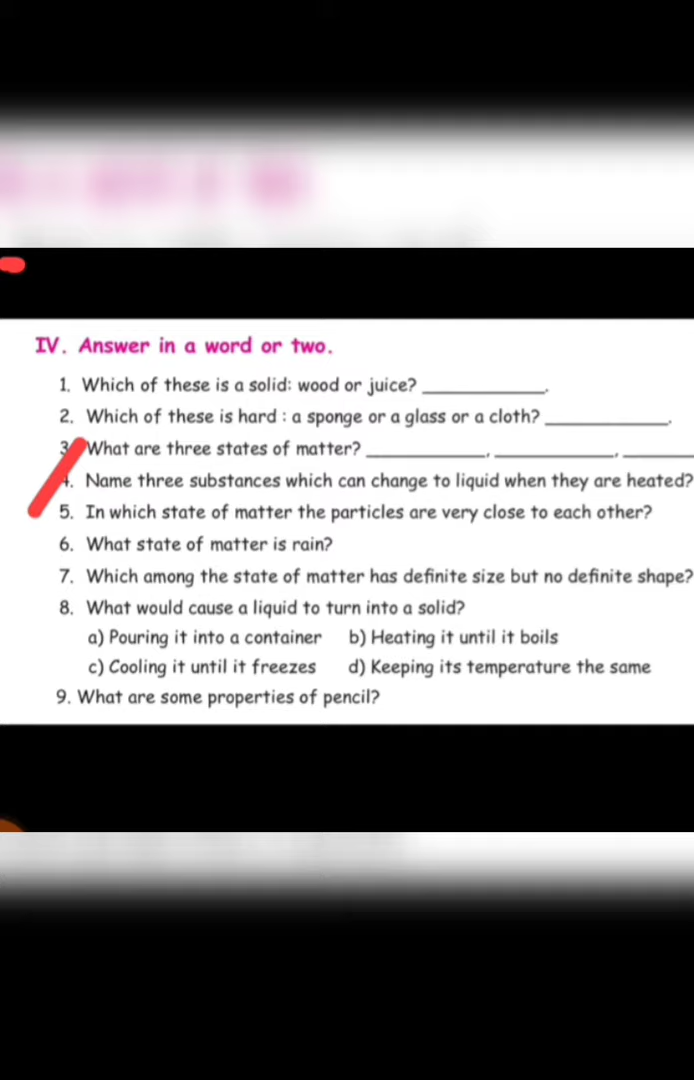 IV. Answer in a word or two.
1. Which of these is a solid: wood or juice? ____________.
2. Which of these is hard : a sponge or a glass or a cloth? ____________.
3. What are three states of matter? ____________, ____________, _______
4. Name three substances which can change to liquid when they are heated?
5. In which state of matter the particles are very close to each other?
6. What state of matter is rain?
7. Which among the state of matter has definite size but no definite shape?
8. What would cause a liquid to turn into a solid?
a) Pouring it into a container b) Heating it until it boils
c) Cooling it until it freezes d) Keeping its temperature the same
9. What are some properties of pencil?